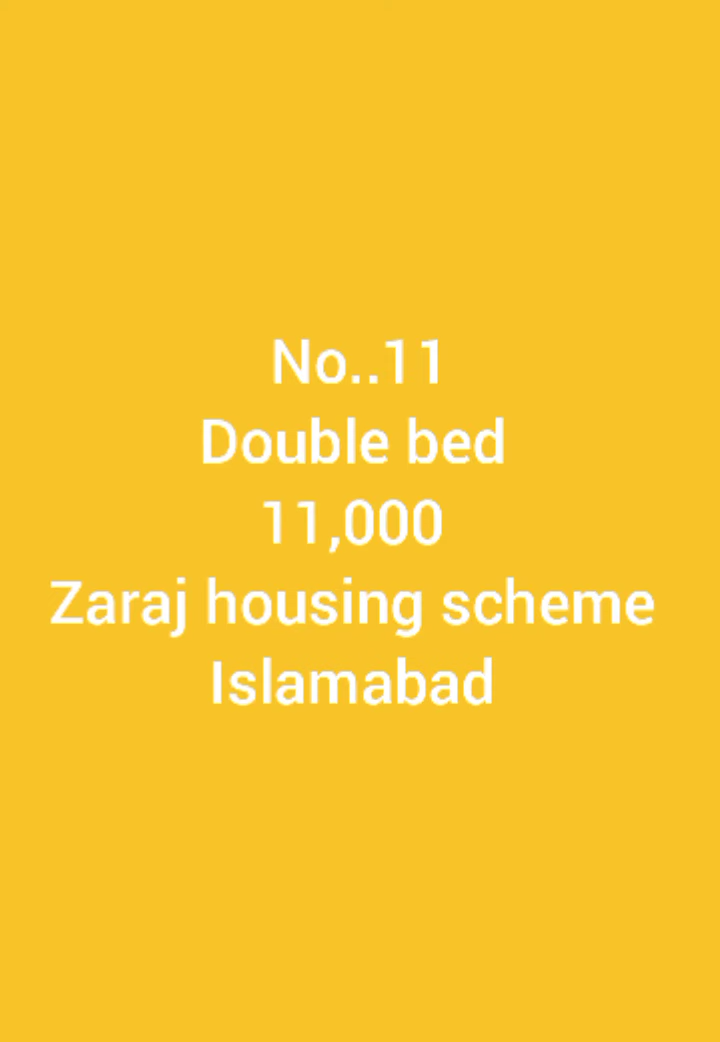 No..11
Double bed
11,000
Zaraj housing scheme
Islamabad